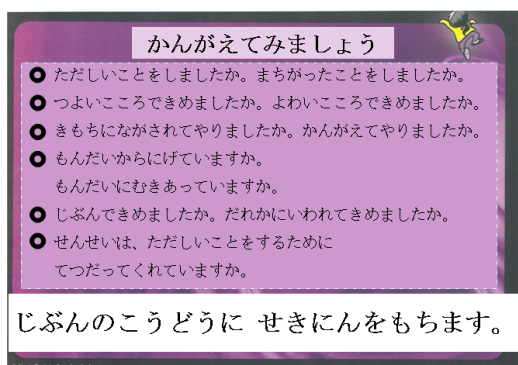 かんがえてみましょう
ただしいことをしましたか。まちがったことをしましたか。
つよいこころできめましたか。よわいこころできめましたか。
きもちにながされてやりましたか。かんがえてやりましたか。
もんだいからにげていますか。
もんだいにむきあっていますか。
じぶんできめましたか。だれかにいわれてきめましたか。
せんせいは、ただしいことをするために
てつだってくれていますか。
じぶんのこうどうに せきにんをもちます。